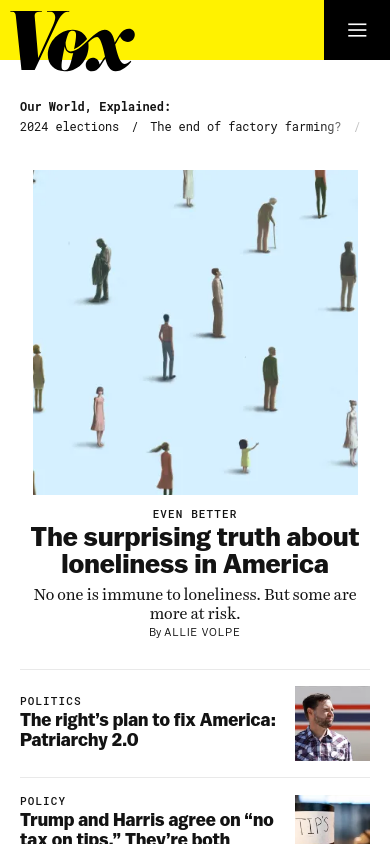 Vox
Our World, Explained:
2024 elections / The end of factory farming? /
EVEN BETTER
The surprising truth about
loneliness in America
No one is immune to loneliness. But some are
more at risk.
By ALLIE VOLPE
POLITICS
The right’s plan to fix America:
Patriarchy 2.0
POLICY
Trump and Harris agree on “no
tax on tips.” They’re both
TIP'S